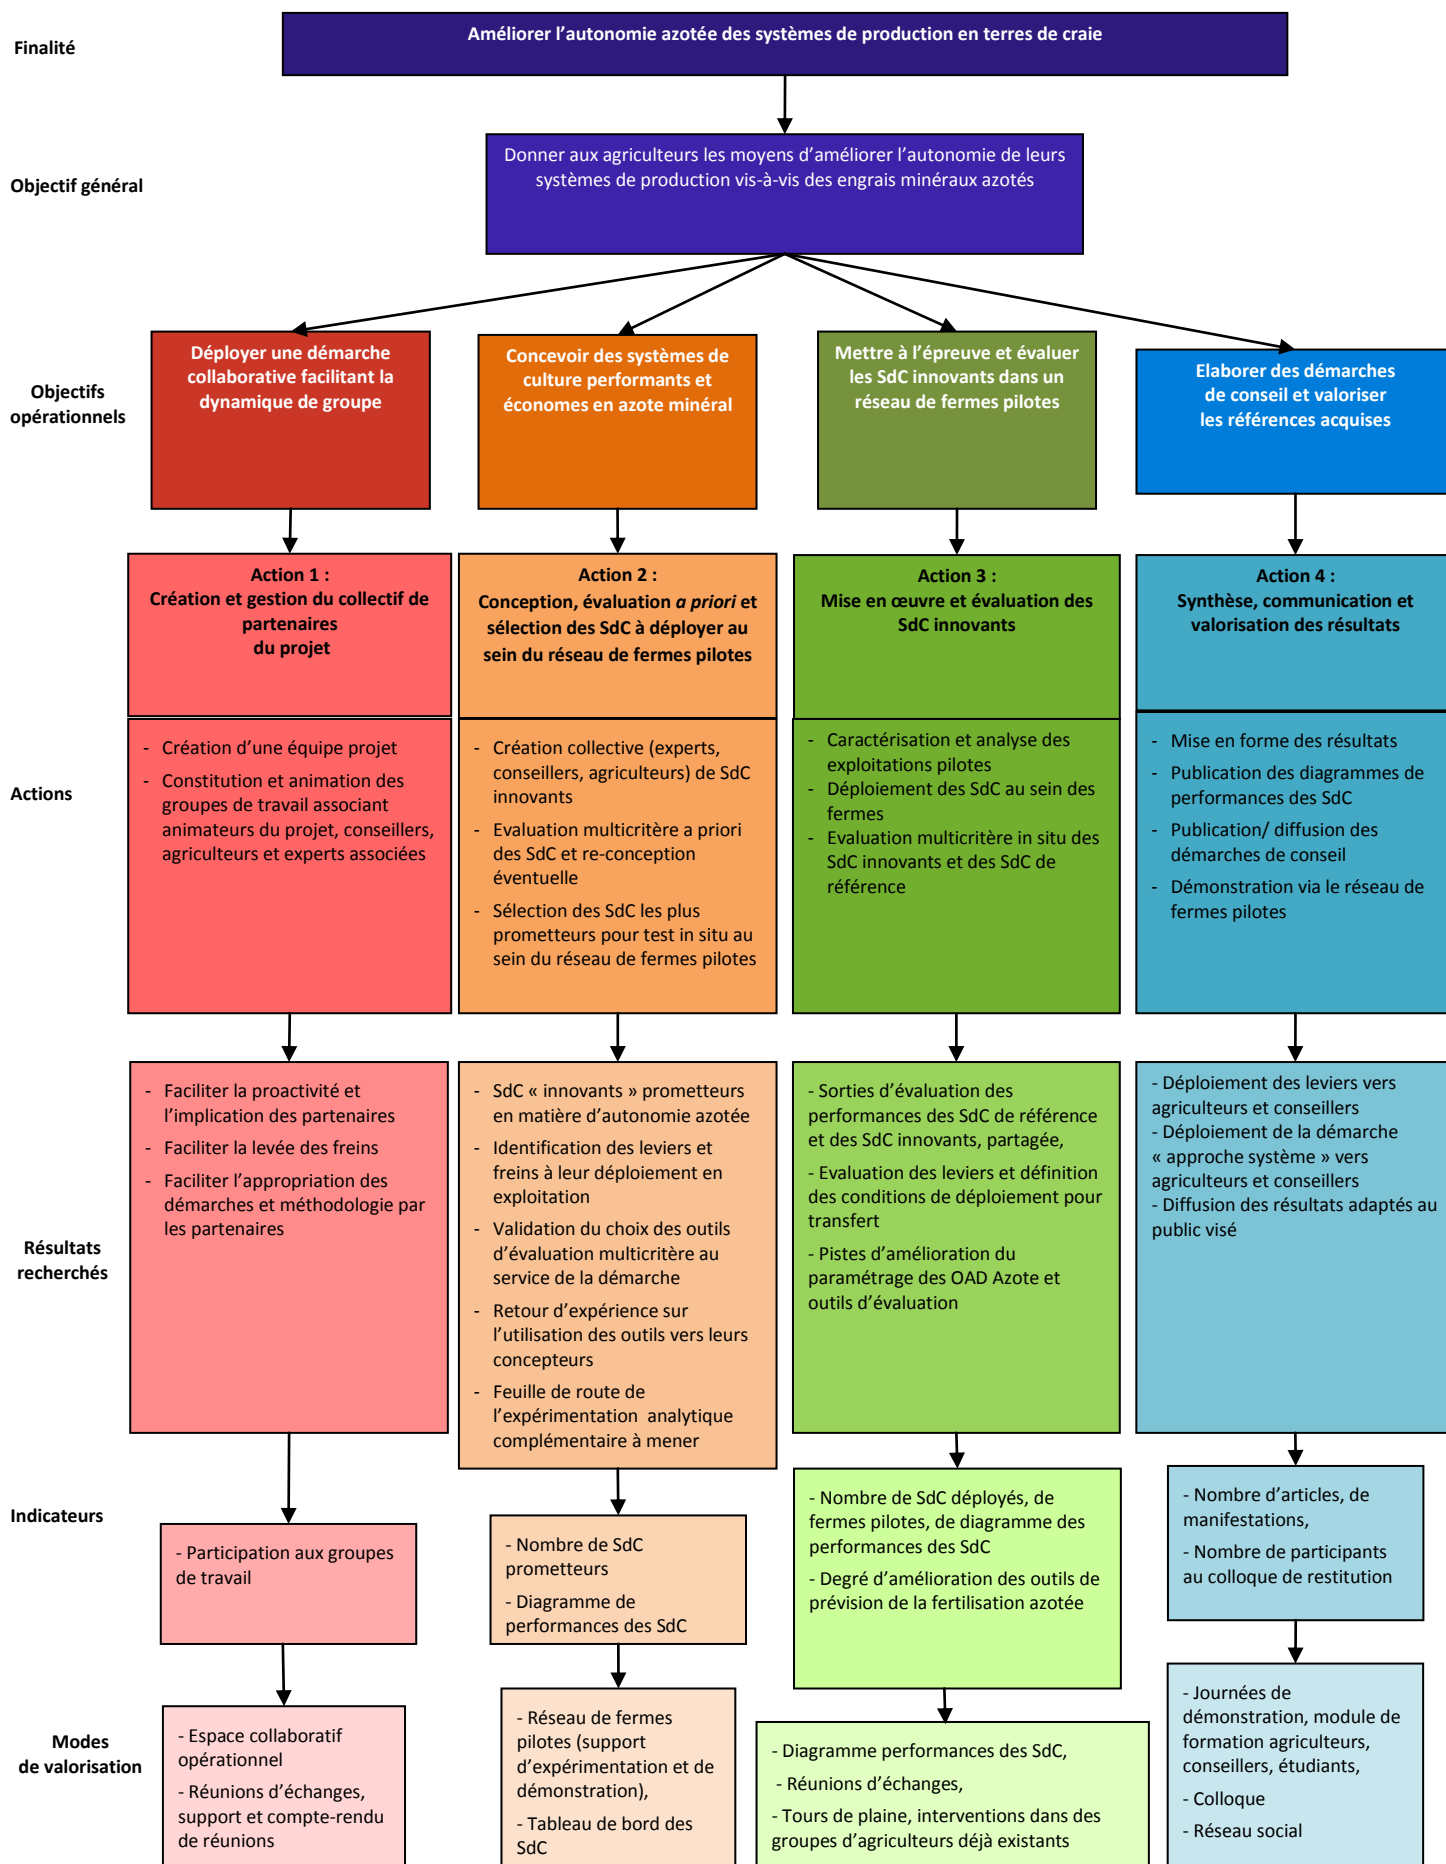 Finalité
Améliorer l'autonomie azotée des systèmes de production en terres de craie
Objectif général
Donner aux agriculteurs les moyens d'améliorer l'autonomie de leurs
systèmes de production vis-à-vis des engrais minéraux azotés
Objectifs
opérationnels
Déployer une démarche
collaborative facilitant la
dynamique de groupe
Concevoir des systèmes de
culture performants et
économes en azote minéral
Mettre à l'épreuve et évaluer
les SdC innovants dans un
réseau de fermes pilotes
Elaborer des démarches
de conseil et valoriser
les références acquises
Actions
Action 1 :
Création et gestion du collectif de
partenaires
du projet
Action 2 :
Conception, évaluation a priori et
sélection des SdC à déployer au
sein du réseau de fermes pilotes
Action 3 :
Mise en œuvre et évaluation des
SdC innovants
Action 4 :
Synthèse, communication et
valorisation des résultats
- Création d'une équipe projet
- Constitution et animation des
groupes de travail associant
animateurs du projet, conseillers,
agriculteurs et experts associées
- Création collective (experts,
conseillers, agriculteurs) de SdC
innovants
- Evaluation multicritère a priori
des SdC et re-conception
éventuelle
- Sélection des SdC les plus
prometteurs pour test in situ au
sein du réseau de fermes pilotes
- Caractérisation et analyse des
exploitations pilotes
- Déploiement des SdC au sein des
fermes
- Evaluation multicritère in situ des
SdC innovants et des SdC de
référence
- Mise en forme des résultats
- Publication des diagrammes de
performances des SdC
- Publication/ diffusion des
démarches de conseil
- Démonstration via le réseau de
fermes pilotes
Résultats
recherchés
- Faciliter la proactivité et
l'implication des partenaires
- Faciliter la levée des freins
- Faciliter l'appropriation des
démarches et méthodologie par
les partenaires
- SdC « innovants » prometteurs
en matière d'autonomie azotée
- Identification des leviers et
freins à leur déploiement en
exploitation
- Validation du choix des outils
d'évaluation multicritère au
service de la démarche
- Retour d'expérience sur
l'utilisation des outils vers leurs
concepteurs
- Feuille de route de
l'expérimentation analytique
complémentaire à mener
- Sorties d'évaluation des
performances des SdC de référence
et des SdC innovants, partagée,
- Evaluation des leviers et définition
des conditions de déploiement pour
transfert
- Pistes d'amélioration du
paramétrage des OAD Azote et
outils d'évaluation
- Déploiement des leviers vers
agriculteurs et conseillers
- Déploiement de la démarche
« approche système » vers
agriculteurs et conseillers
- Diffusion des résultats adaptés au
public visé
Indicateurs
- Participation aux groupes
de travail
- Nombre de SdC
prometteurs
- Diagramme de
performances des SdC
- Nombre de SdC déployés, de
fermes pilotes, de diagramme des
performances des SdC
- Degré d'amélioration des outils de
prévision de la fertilisation azotée
- Nombre d'articles, de
manifestations,
- Nombre de participants
au colloque de restitution
Modes
de valorisation
- Espace collaboratif
opérationnel
- Réunions d'échanges,
support et compte-rendu
de réunions
- Réseau de fermes
pilotes (support
d'expérimentation et de
démonstration),
- Tableau de bord des
SdC
- Diagramme performances des SdC,
- Réunions d'échanges,
- Tours de plaine, interventions dans des
groupes d'agriculteurs déjà existants
- Journées de
démonstration, module de
formation agriculteurs,
conseillers, étudiants,
- Colloque
- Réseau social